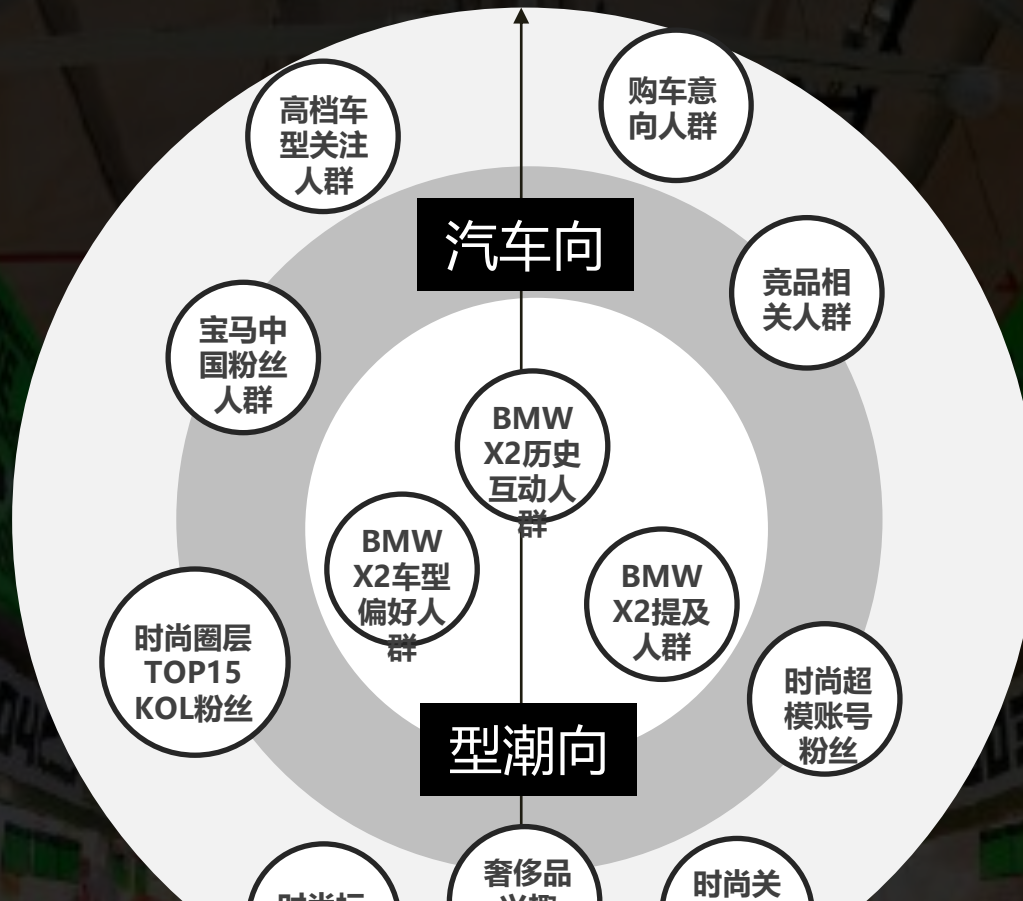 购车意
向人群
高档车
型关注
人群
汽车向
竞品相
关人群
宝马中
国粉丝
人群
BMW
X2历史
互动人
群
BMW
X2车型
偏好人
群
BMW
X2提及
人群
时尚圈层
TOP15
KOL粉丝
时尚超
模账号
粉丝
型潮向
奢侈品
时尚关